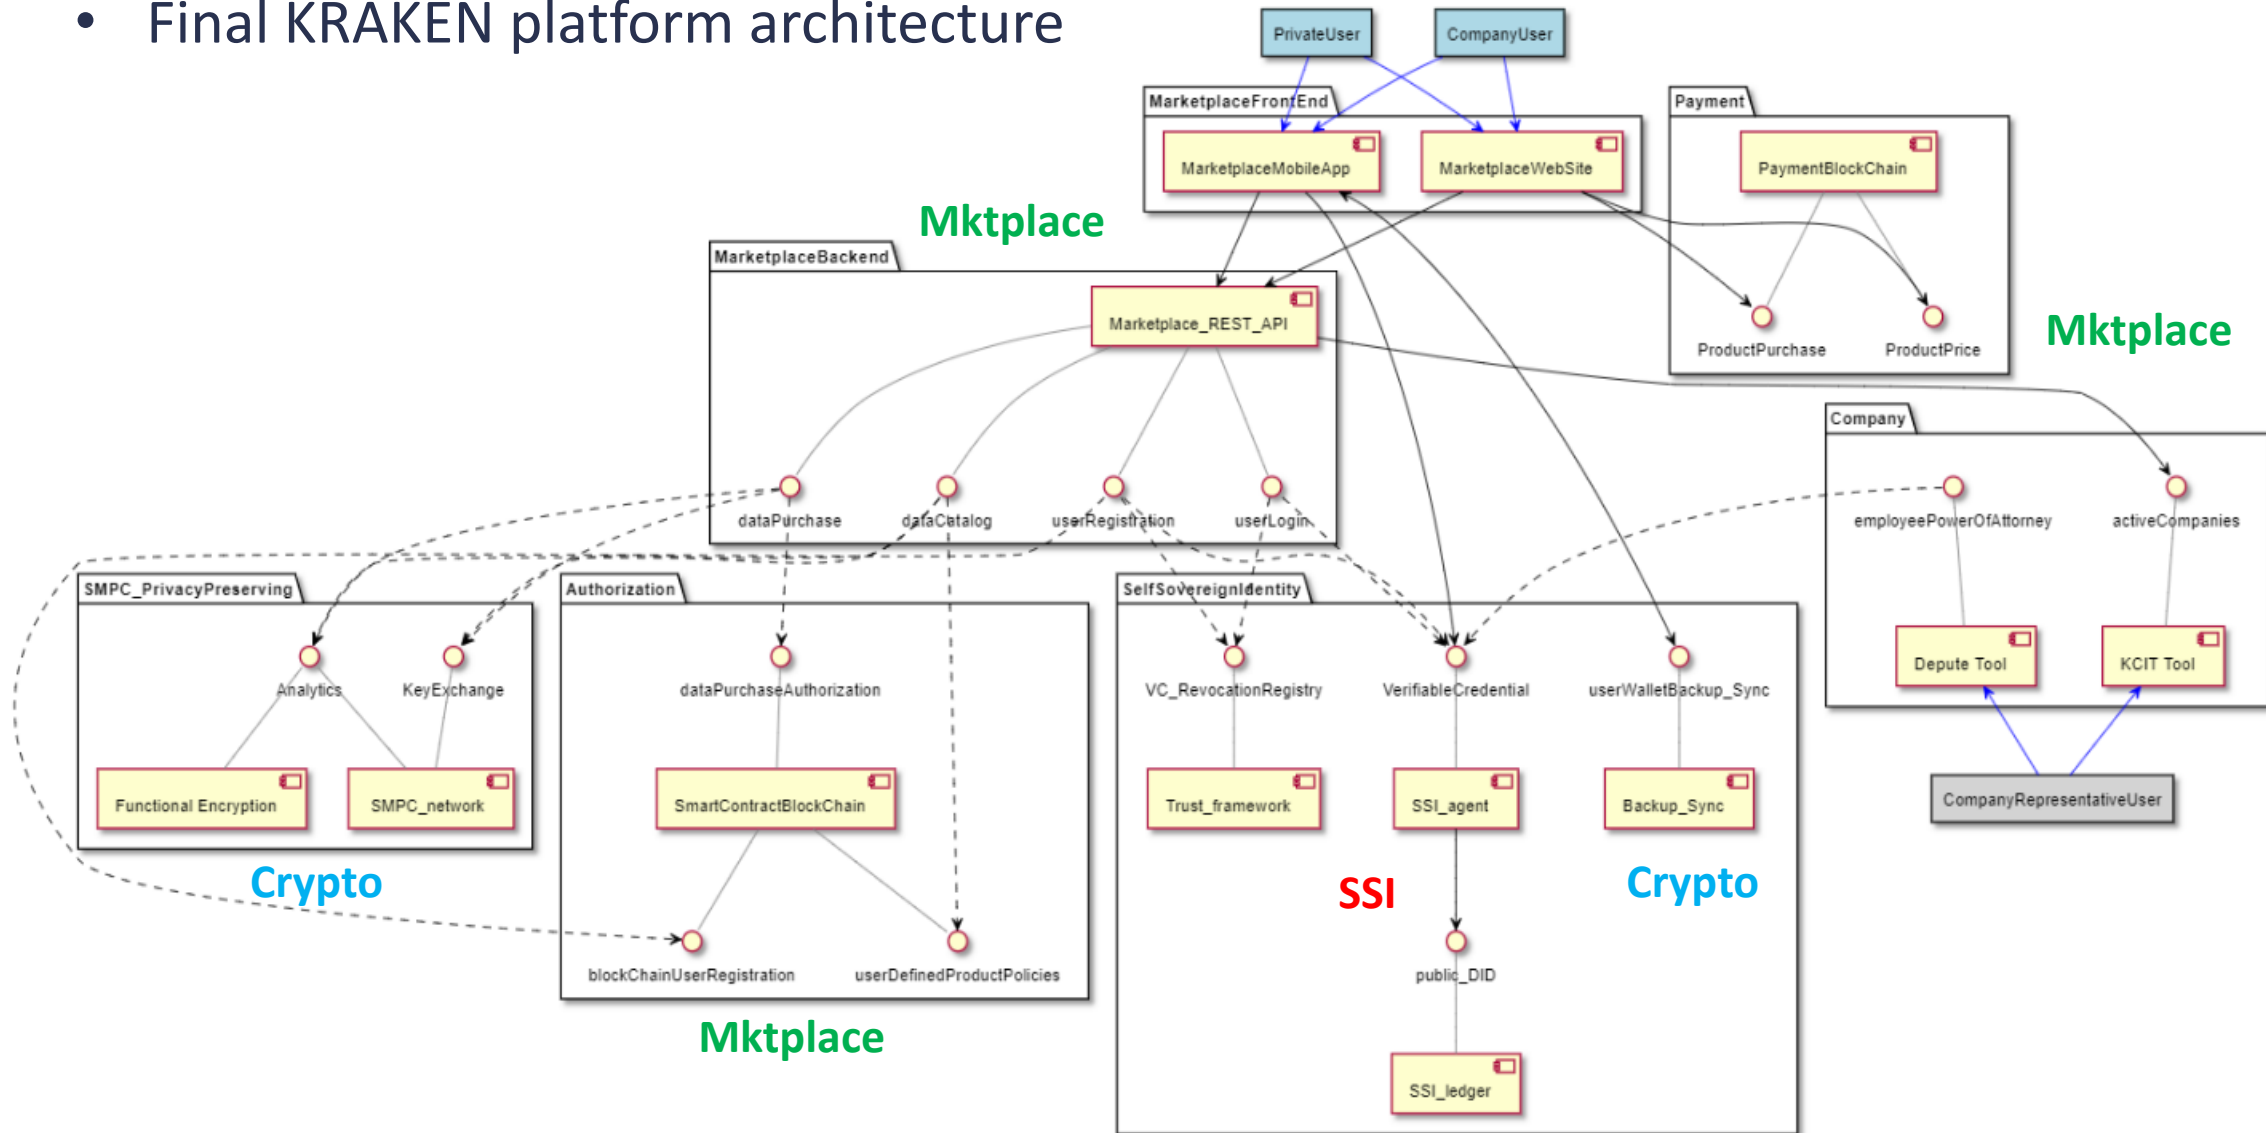 • Final KRAKEN platform architecture
PrivateUser
CompanyUser
MarketplaceFrontEnd
Payment
MarketplaceMobileApp
MarketplaceWebSite
PaymentBlockChain
Mktplace
MarketplaceBackend
Marketplace_REST_API
ProductPurchase
ProductPrice
Mktplace
Company
dataPurchase
dataCatalog
userRegistration
userLogin
employeePowerOfAttorney
activeCompanies
SMPC_PrivacyPreserving
Authorization
SelfSovereignIdentity
Analytics
KeyExchange
dataPurchaseAuthorization
VC_RevocationRegistry
VerifiableCredential
userWalletBackup_Sync
Depute Tool
KCIT Tool
Functional Encryption
SMPC_network
SmartContractBlockChain
Trust_framework
SSI_agent
Backup_Sync
CompanyRepresentativeUser
Crypto
SSI
Crypto
blockChainUserRegistration
userDefinedProductPolicies
public_DID
Mktplace
SSI_ledger